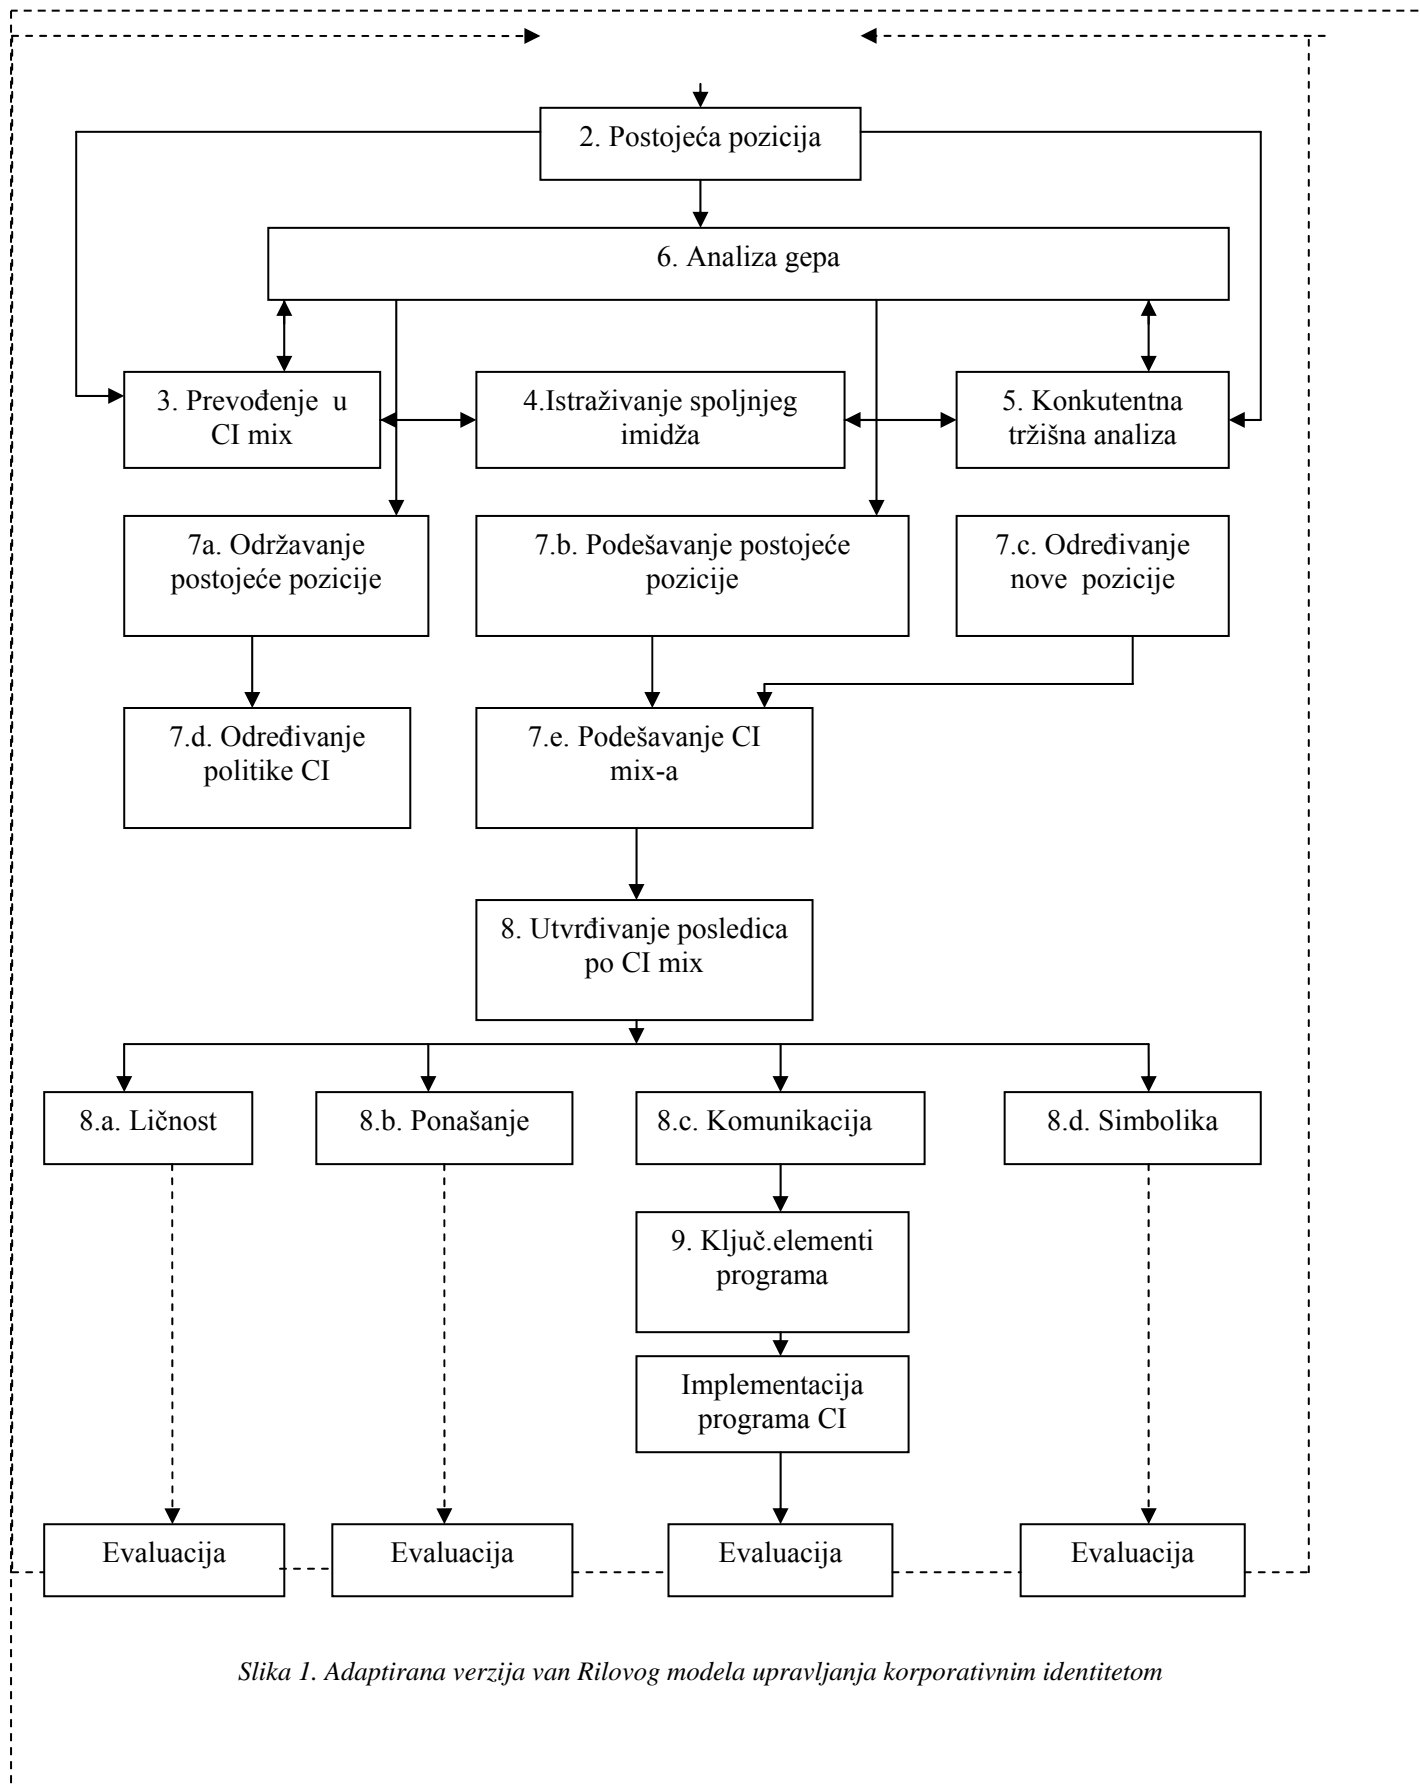 2. Postojeća pozicija
6. Analiza gepa
3. Prevođenje u
CI mix
4.Istraživanje spoljnjeg
imidža
5. Konkutentna
tržišna analiza
7a. Održavanje
postojeće pozicije
7.b. Podešavanje postojeće
pozicije
7.c. Određivanje
nove pozicije
7.d. Određivanje
politike CI
7.e. Podešavanje CI
mix-a
8. Utvrđivanje posledica
po CI mix
8.a. Ličnost
8.b. Ponašanje
8.c. Komunikacija
8.d. Simbolika
9. Ključ.elementi
programa
Implementacija
programa CI
Evaluacija
Evaluacija
Evaluacija
Evaluacija
Slika 1. Adaptirana verzija van Rilovog modela upravljanja korporativnim identitetom